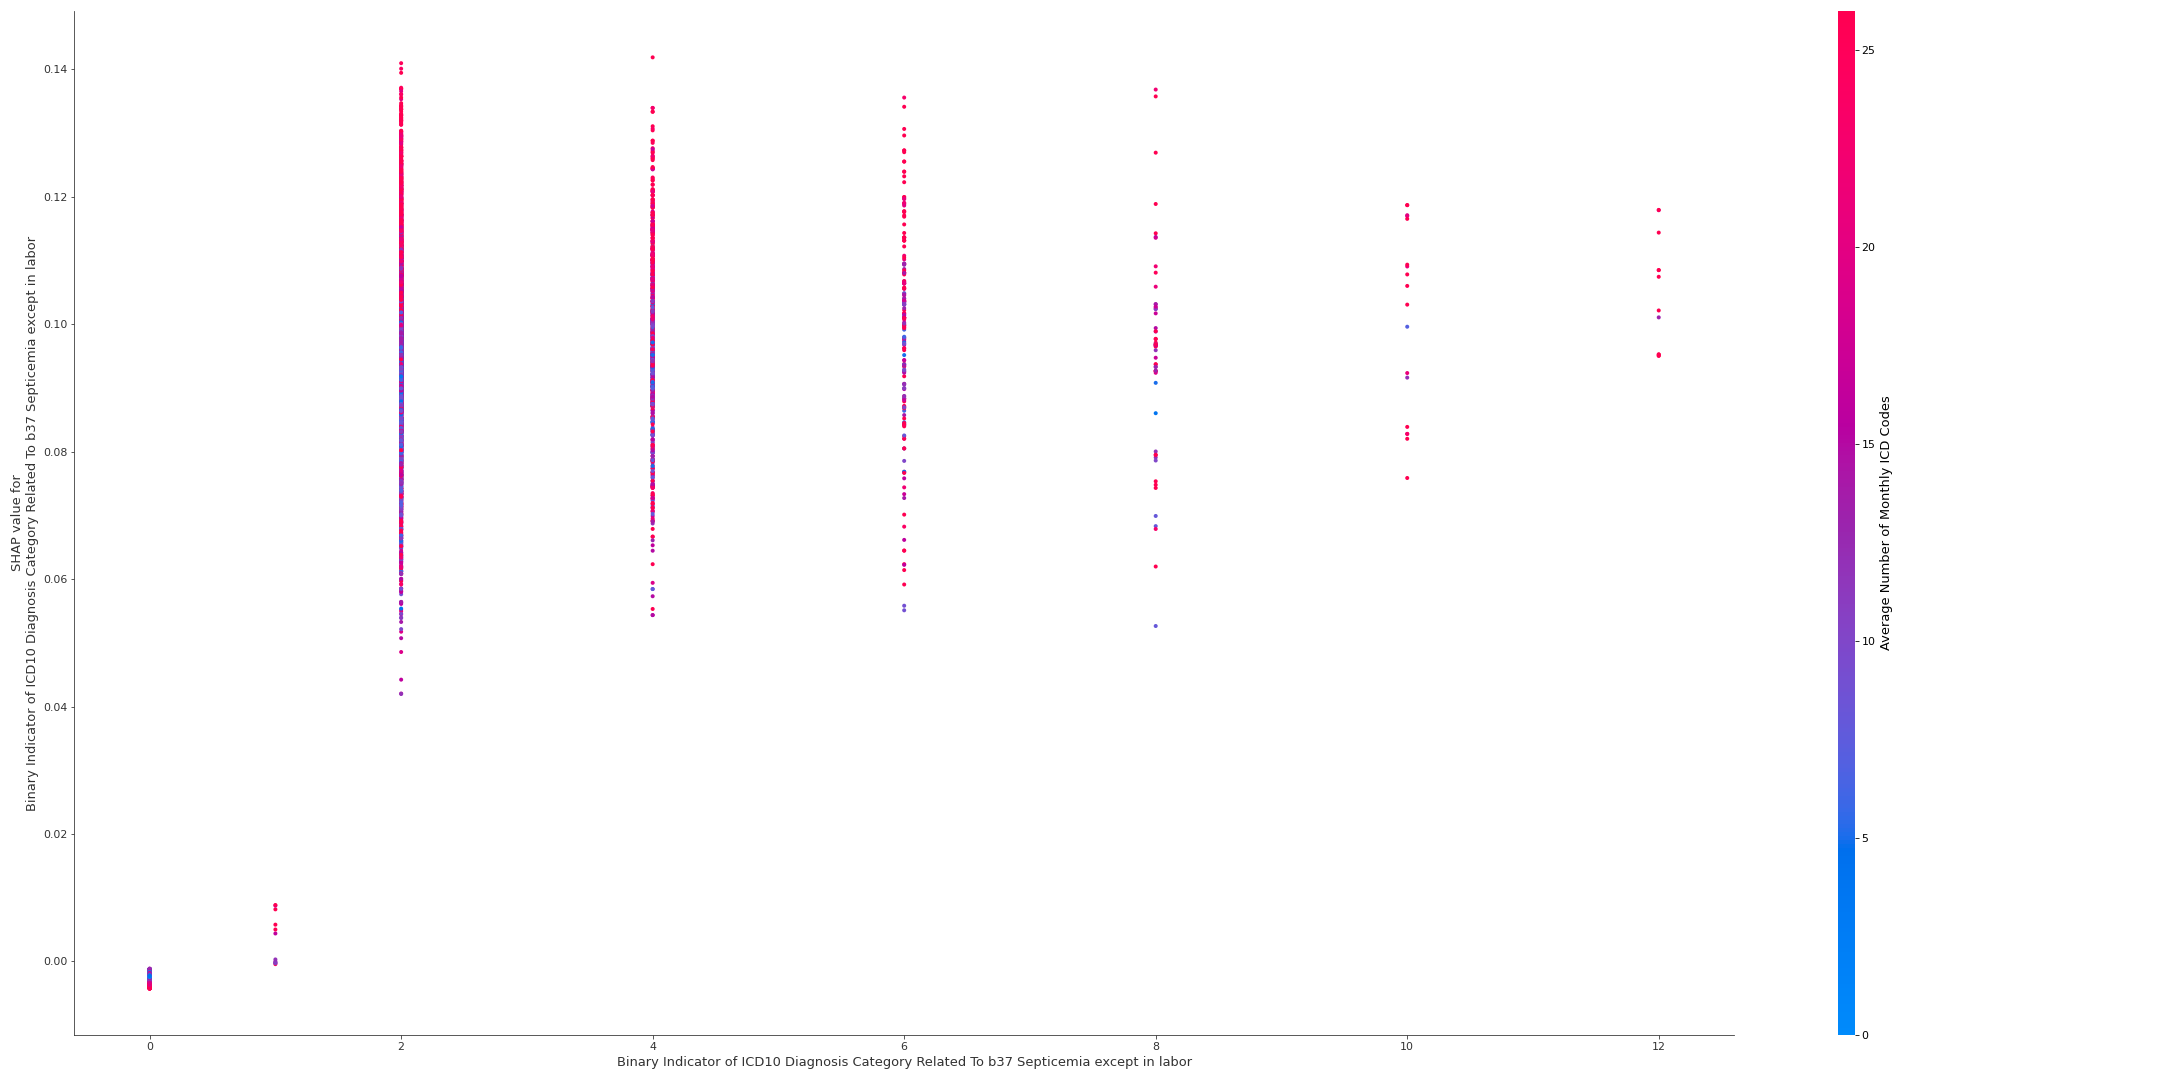 SHAP value for
Binary Indicator of ICD10 Diagnosis Category Related To b37 Septicemia except in labor
0.14
0.12
0.10
0.08
0.06
0.04
0.02
0.00
0 2 4 6 8 10 12
Binary Indicator of ICD10 Diagnosis Category Related To b37 Septicemia except in labor
25
20
15
10
5
0
Average Number of Monthly ICD Codes